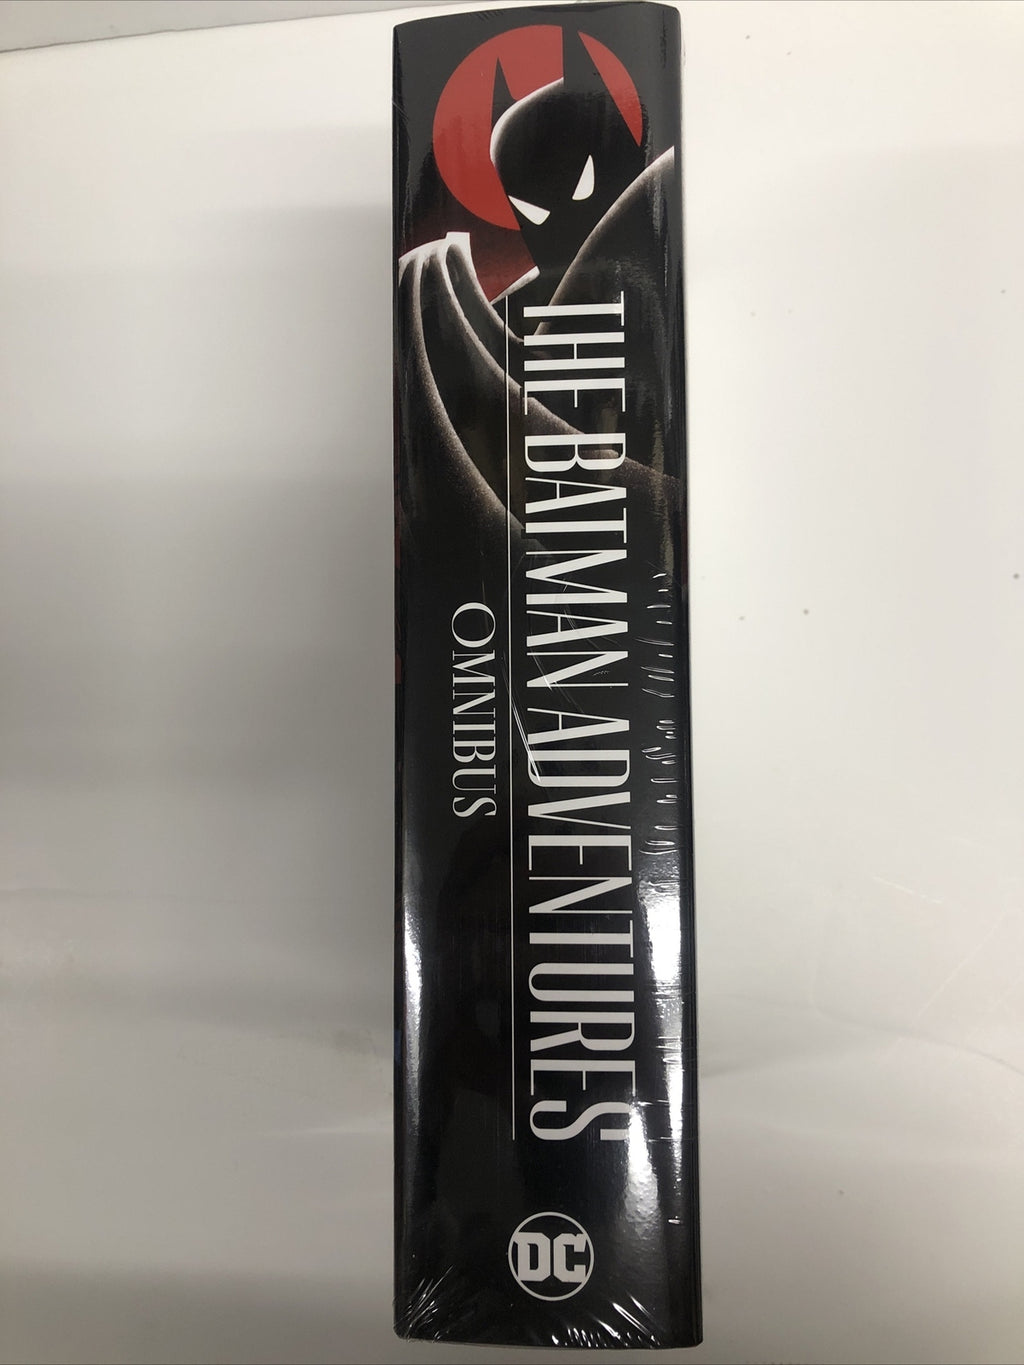 THE BATMAN ADVENTURES
OMNIBUS
DC